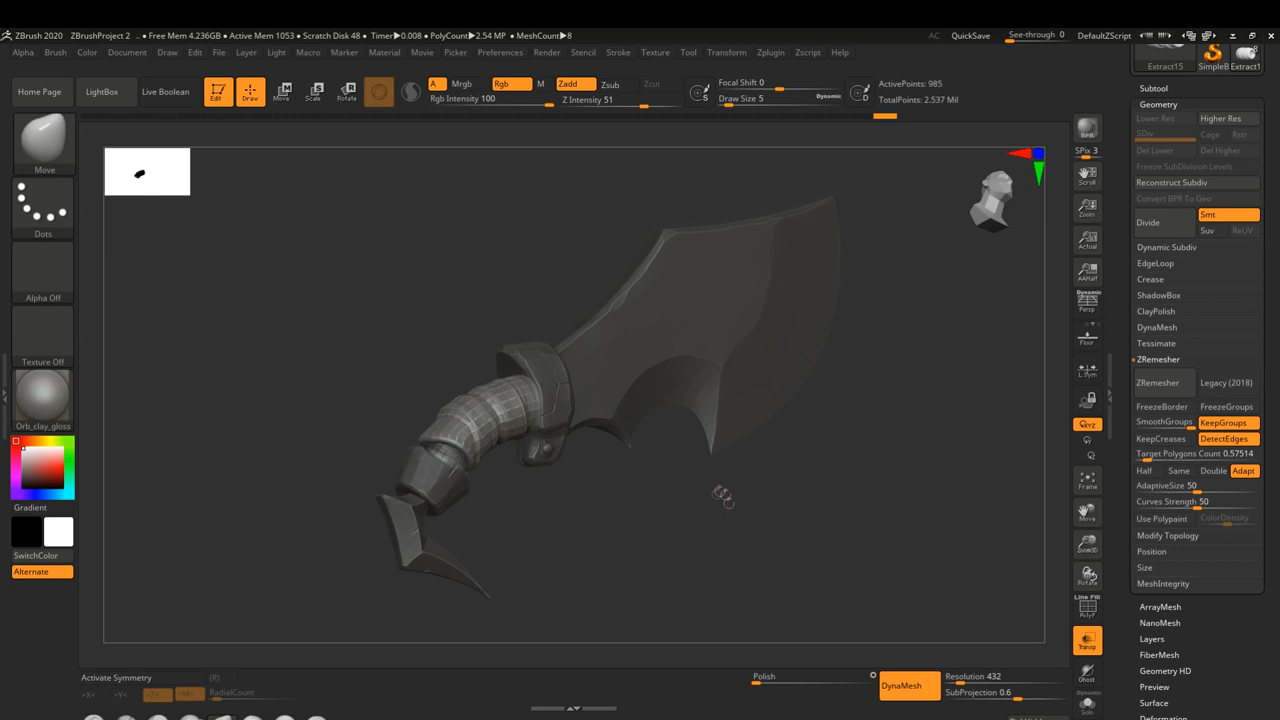 ZBrush 2020 ZBrushProject 2 .. • Free Mem 4.236GB • Active Mem 1053 • Scratch Disk 48 • Timer▶0.008 • PolyCount▶2.54 MP • MeshCount▶8 AC QuickSave See-through 0 DefaultZScript
Alpha Brush Color Document Draw Edit File Layer Light Macro Marker Material Movie Picker Preferences Render Stencil Stroke Texture Tool Transform Zplugin Zscript Help
Extract15 SimpleB Extract1
8
Home Page LightBox Live Boolean
Edit Draw Move Scale Rotate
A Mrgb Rgb M Zadd Zsub Zcut
Rgb Intensity 100 Z Intensity 51
S
Focal Shift 0
Draw Size 5 Dynamic
D
ActivePoints: 985
TotalPoints: 2.537 Mil
Move
Dots
Alpha Off
Texture Off
Orb_clay_gloss
Gradient
SwitchColor
Alternate
BPR
SPix 3
Scroll
Zoom
Actual
AAHalf
Dynamic
Persp
Floor
L.Sym
XYZ
Y
Z
Frame
Move
Zoom3D
Rotate
Line Fill
PolyF
Transp
Ghost
Dynamic
Solo
Subtool
Geometry
Lower Res Higher Res
SDiv Cage Rstr
Del Lower Del Higher
Freeze SubDivision Levels
Reconstruct Subdiv
Convert BPR To Geo
Divide Smt
Suv ReUV
Dynamic Subdiv
EdgeLoop
Crease
ShadowBox
ClayPolish
DynaMesh
Tessimate
ZRemesher
ZRemesher Legacy (2018)
FreezeBorder FreezeGroups
SmoothGroups KeepGroups
KeepCreases DetectEdges
Target Polygons Count 0.57514
Half Same Double Adapt
AdaptiveSize 50
Curves Strength 50
Use Polypaint ColorDensity
Modify Topology
Position
Size
MeshIntegrity
ArrayMesh
NanoMesh
Layers
FiberMesh
Geometry HD
Preview
Surface
Deformation
Activate Symmetry (R)
>X< >Y< >Z< >M< RadialCount
Polish
DynaMesh
Resolution 432
SubProjection 0.6